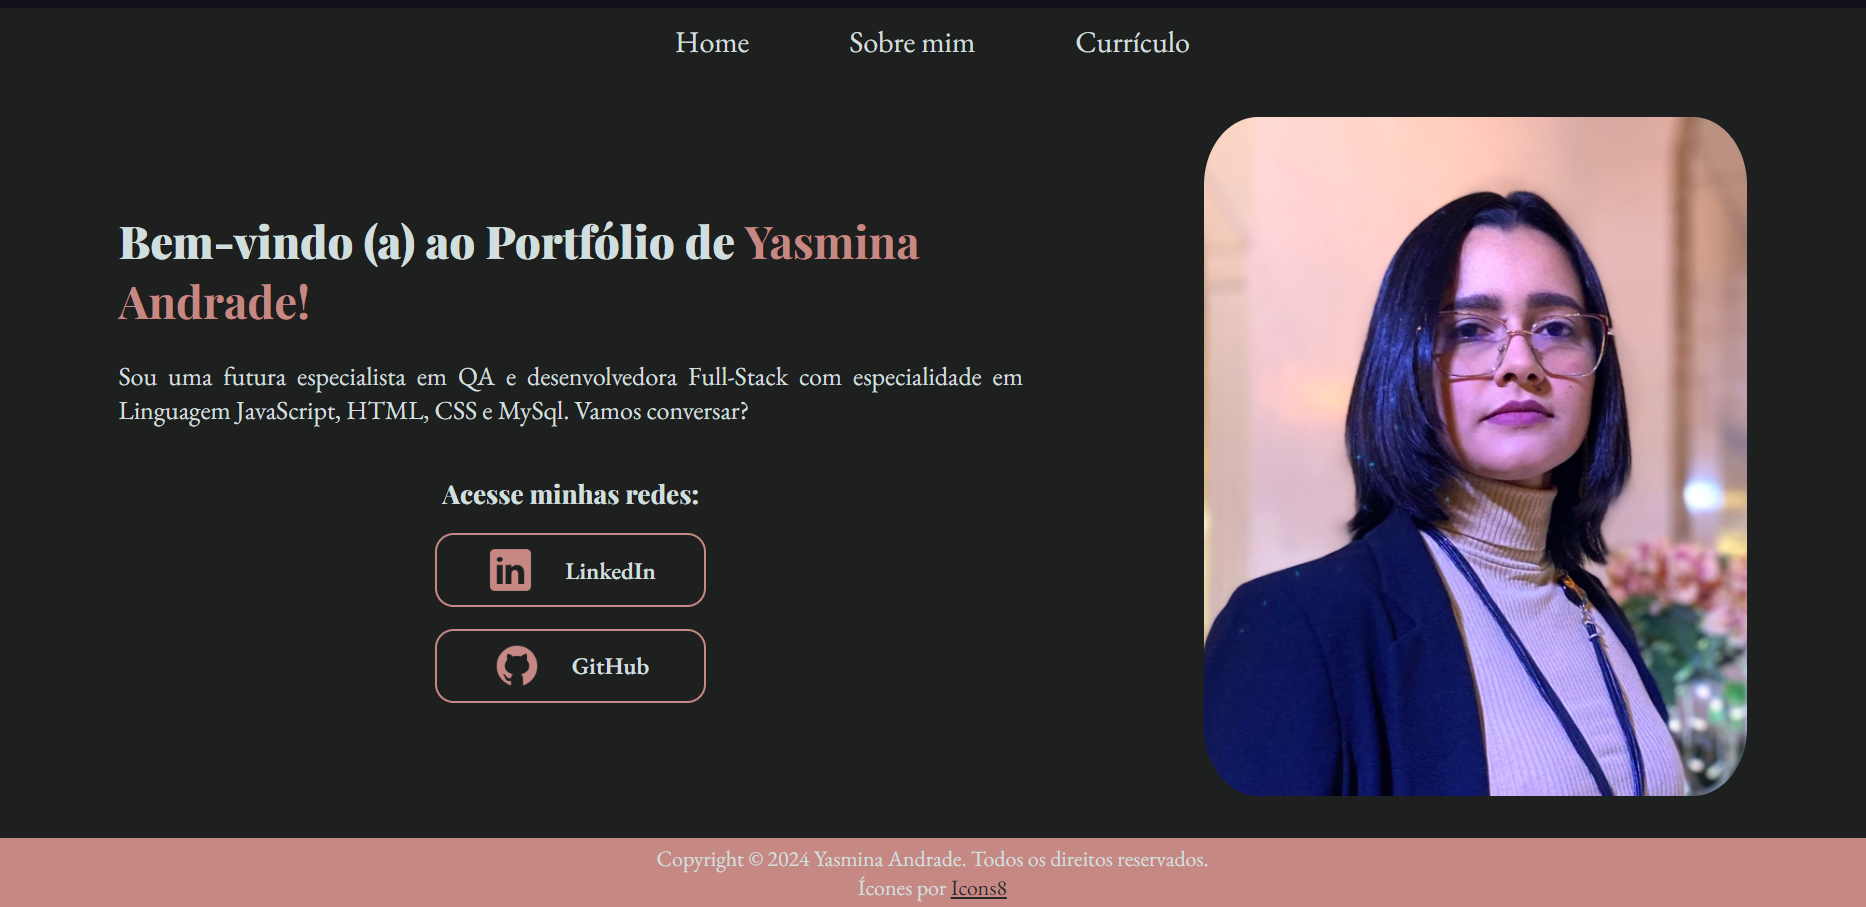 Home Sobre mim Currículo
Bem-vindo (a) ao Portfólio de Yasmina
Andrade!
Sou uma futura especialista em QA e desenvolvedora Full-Stack com especialidade em
Linguagem JavaScript, HTML, CSS e MySql. Vamos conversar?
Acesse minhas redes:
in LinkedIn
GitHub
Copyright © 2024 Yasmina Andrade. Todos os direitos reservados.
Ícones por Icons8